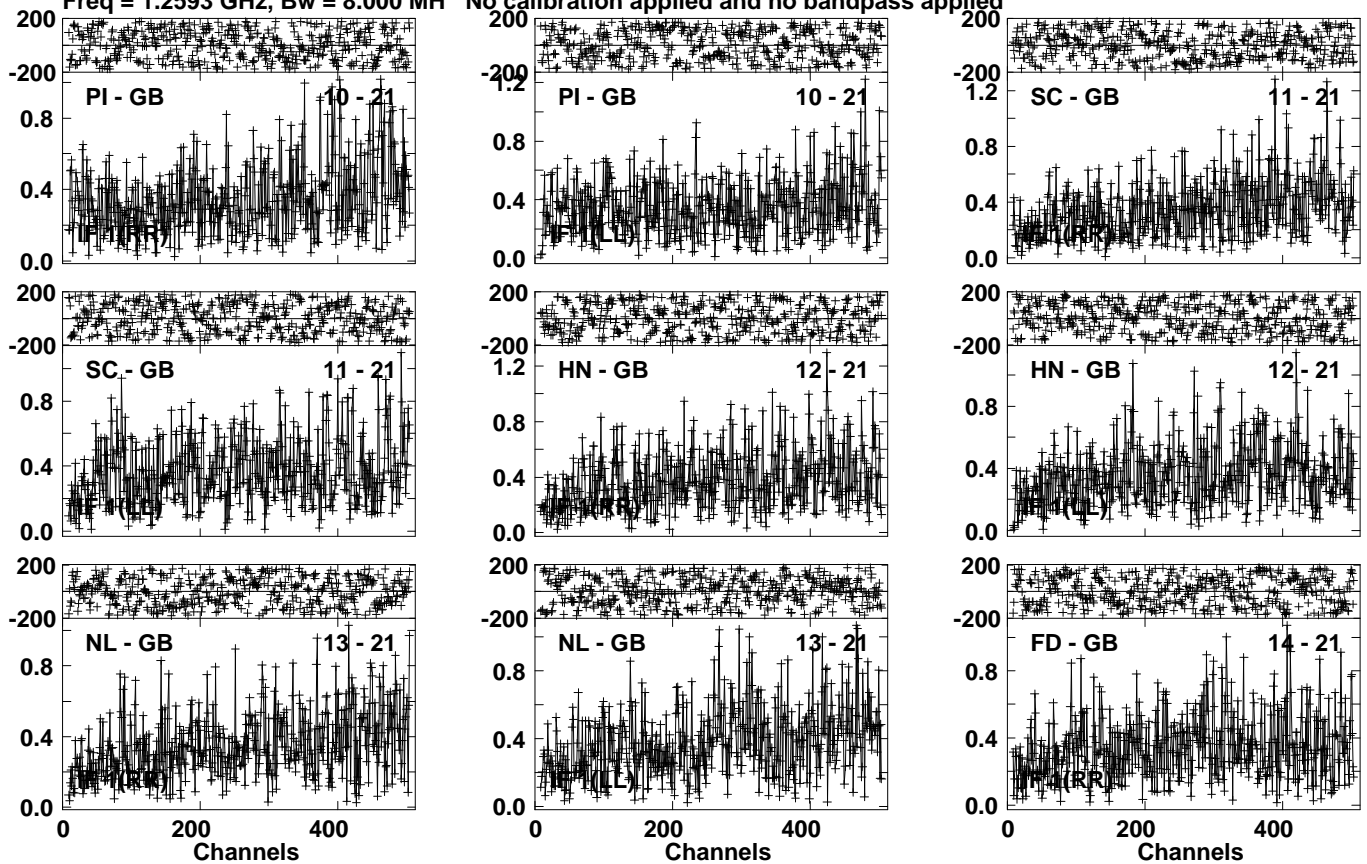 Freq = 1.2593 GHz, Bw = 8.000 MH No calibration applied and no bandpass applied
200
-200
PI - GB 10 - 21
0.8
0.4
0.0
IF 1(RR)
200
-200
1.2
PI - GB 10 - 21
0.8
0.4
0.0
IF 1(LL)
200
-200
1.2
SC - GB 11 - 21
0.8
0.4
0.0
IF 1(RR)
200
-200
SC - GB 11 - 21
0.8
0.4
0.0
IF 1(LL)
200
-200
1.2
HN - GB 12 - 21
0.8
0.4
0.0
IF 1(RR)
200
-200
HN - GB 12 - 21
0.8
0.4
0.0
IF 1(LL)
200
-200
NL - GB 13 - 21
0.8
0.4
0.0
IF 1(RR)
0 200 400
Channels
200
-200
NL - GB 13 - 21
0.8
0.4
0.0
IF 1(LL)
0 200 400
Channels
200
-200
FD - GB 14 - 21
0.8
0.4
0.0
IF 1(RR)
0 200 400
Channels